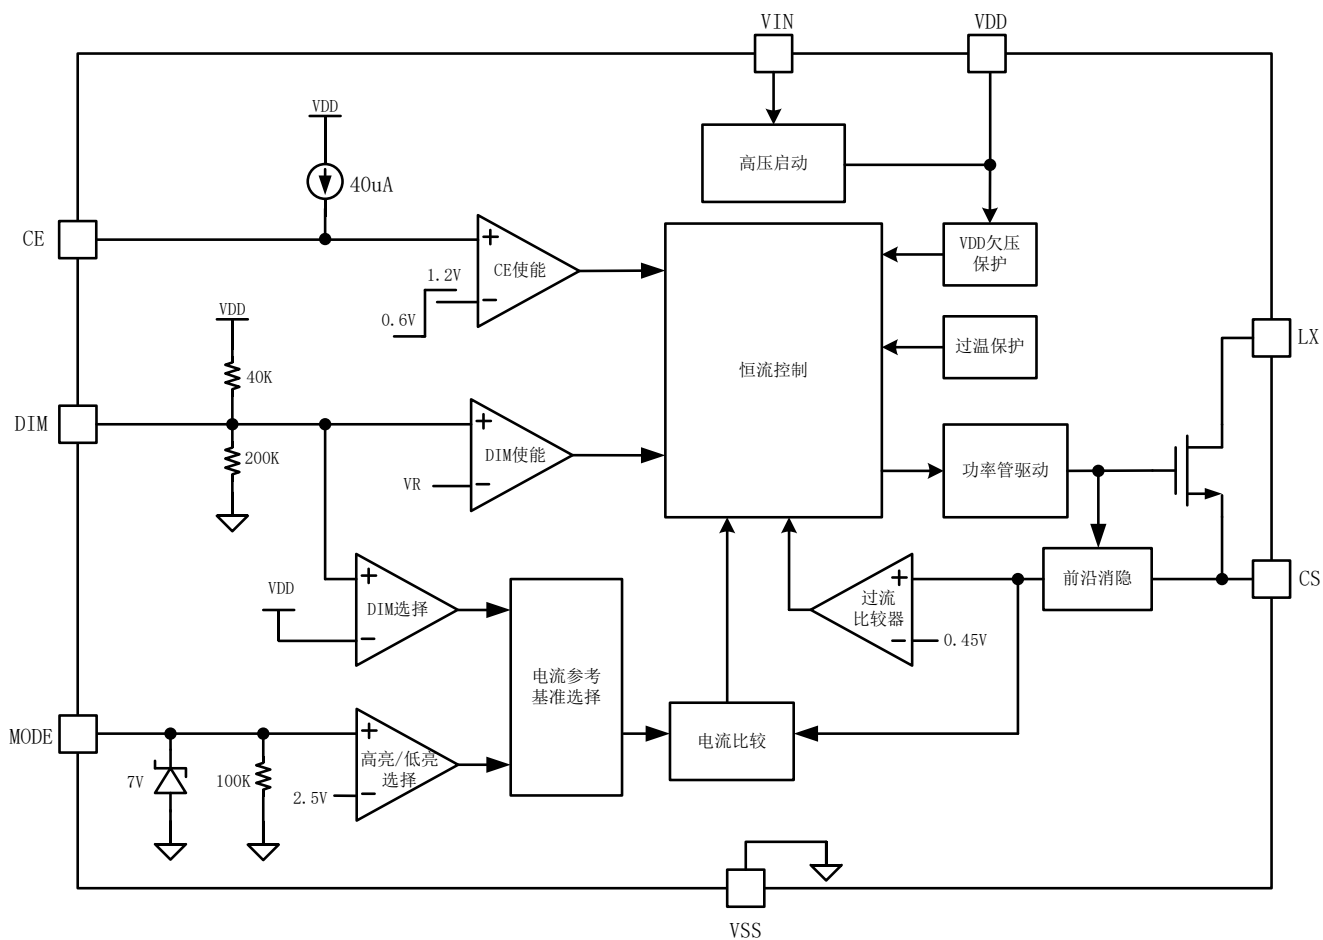 VIN
VDD
VDD
高压启动
40uA
CE
CE使能
1.2V
0.6V
VDD欠压
保护
VDD
过温保护
LX
恒流控制
40K
DIM
200K
DIM使能
VR
功率管驱动
VDD
DIM选择
过流
比较器
前沿消隐
CS
0.45V
电流参考
基准选择
MODE
高亮/低亮
选择
电流比较
7V
100K
2.5V
VSS